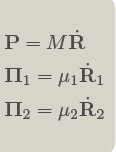 𝐏 = MṘ
𝚷₁ = μ₁Ṙ₁
𝚷₂ = μ₂Ṙ₂